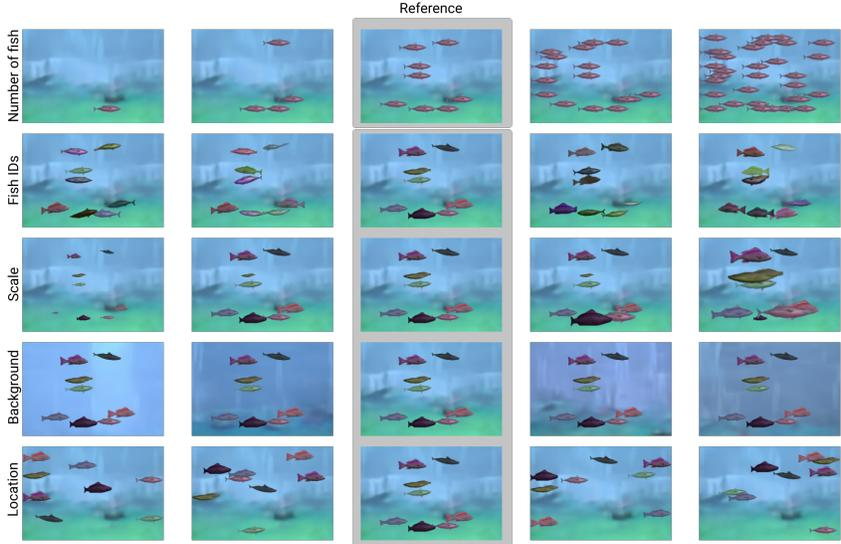 Reference
Number of fish
Fish IDs
Scale
Background
Location